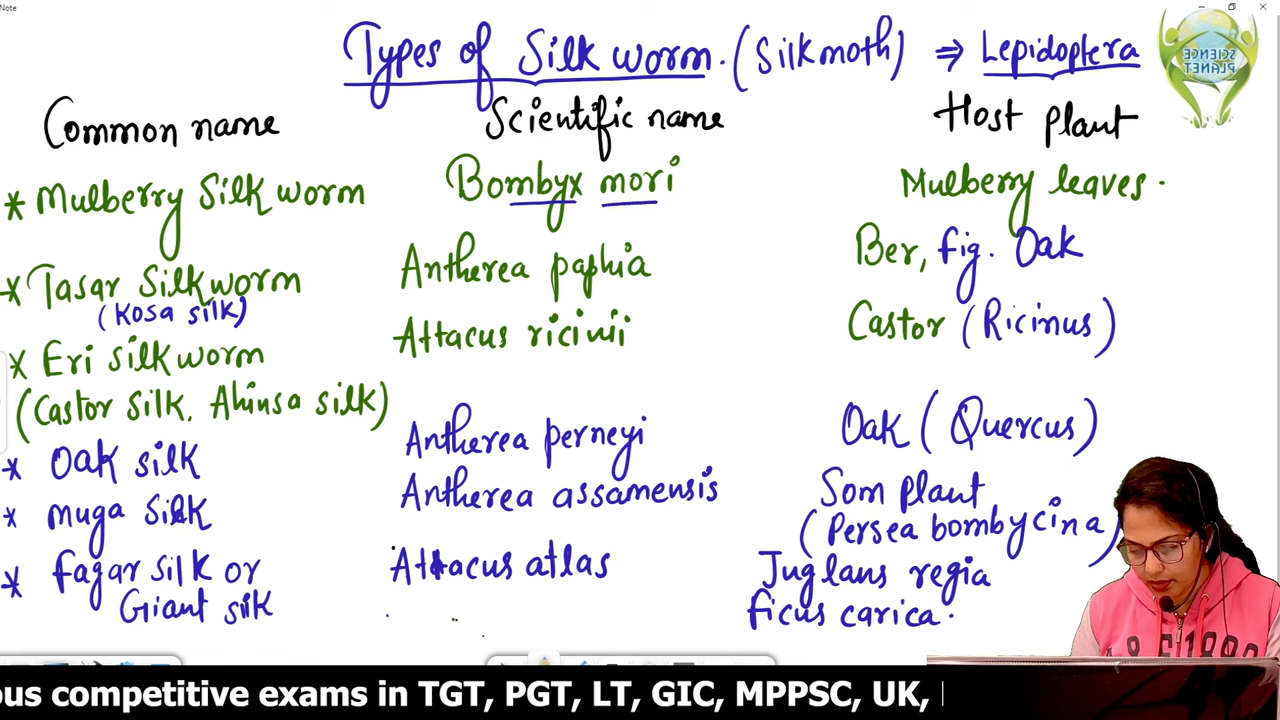 Note
Types of Silk worm. (Silkmoth) ⇒ Lepidoptera
SCIENCE PLANET
Common name Scientific name Host plant
* Mulberry Silk worm Bombyx mori Mulberry leaves.
* Tasar Silkworm Antherea paphia Ber, fig. Oak
(Kosa silk)
* Eri silkworm Attacus ricinii Castor (Ricinus)
(Castor silk, Ahinsa silk)
* Oak silk Antherea perneyi Oak (Quercus)
* muga silk Antherea assamensis Som plant
(Persea bombycina)
* fagar silk or Attacus atlas Juglans regia
Giant silk ficus carica.
ous competitive exams in TGT, PGT, LT, GIC, MPPSC, UK,